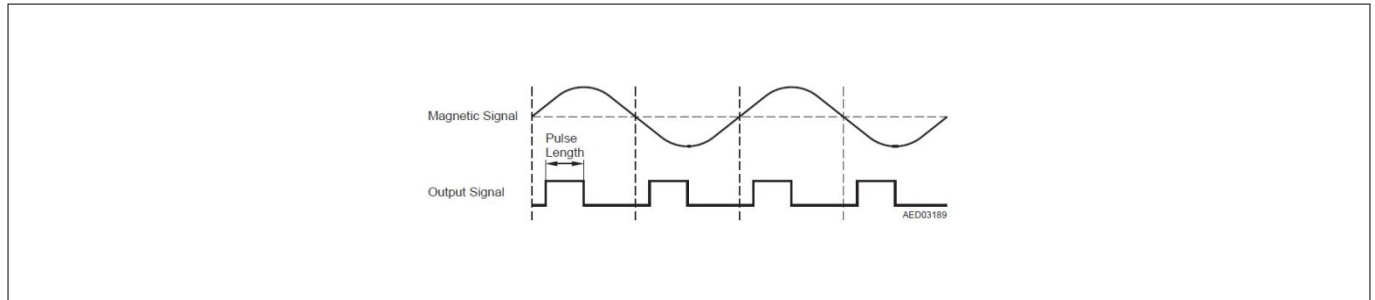 Magnetic Signal
Pulse
Length
Output Signal
AED03189